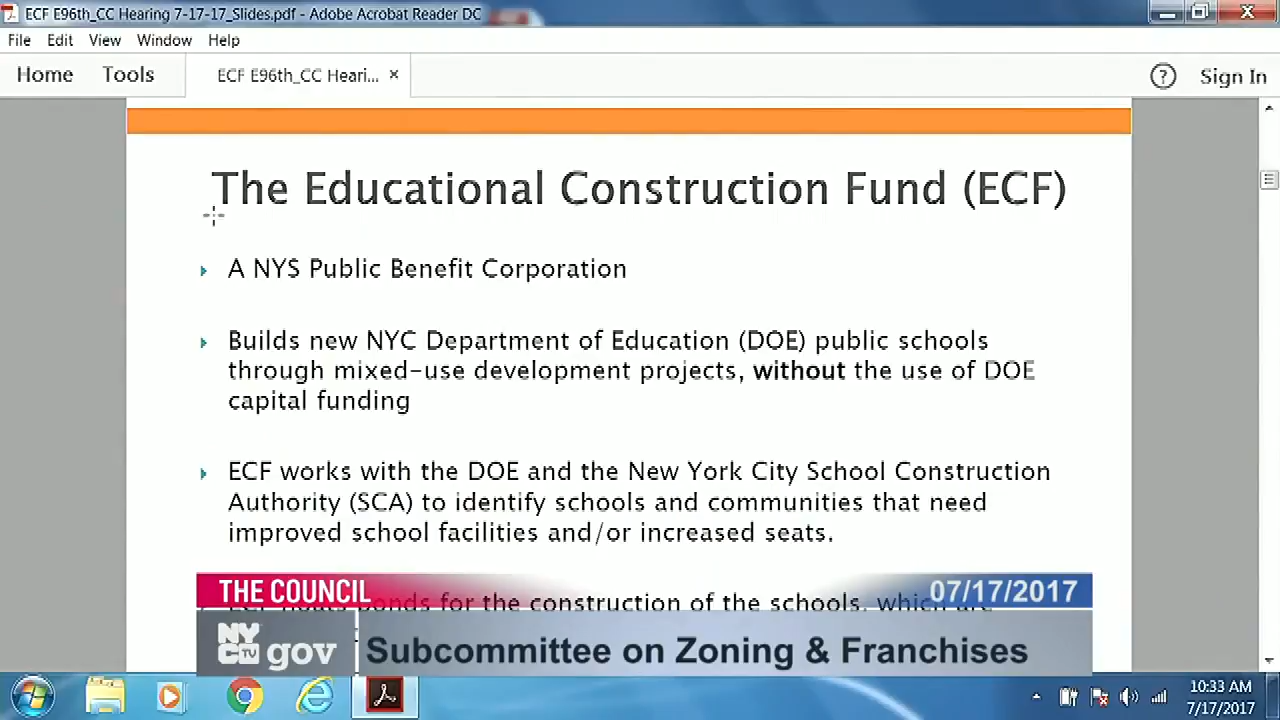 ECF E96th_CC Hearing 7-17-17_Slides.pdf - Adobe Acrobat Reader DC
File Edit View Window Help
Home Tools ECF E96th_CC Heari... × ? Sign In
The Educational Construction Fund (ECF)
A NYS Public Benefit Corporation
Builds new NYC Department of Education (DOE) public schools
through mixed-use development projects, without the use of DOE
capital funding
ECF works with the DOE and the New York City School Construction
Authority (SCA) to identify schools and communities that need
improved school facilities and/or increased seats.
ECF floats bonds for the construction of the schools, which are
THE COUNCIL 07/17/2017
NYC TV gov Subcommittee on Zoning & Franchises
10:33 AM
7/17/2017